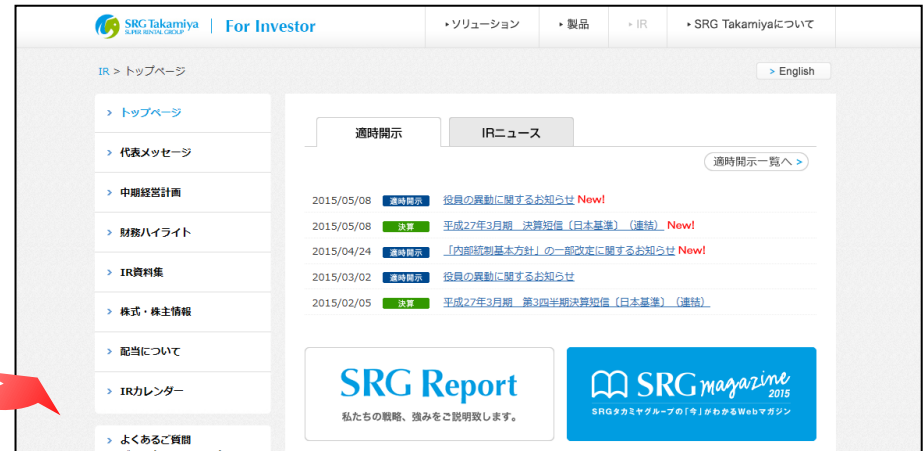 SRG Takamiya
SUPER RENTAL GROUP
For Investor
ソリューション
製品
IR
SRG Takamiyaについて
IR > トップページ
> English
> トップページ
> 代表メッセージ
> 中期経営計画
> 財務ハイライト
> IR資料集
> 株式・株主情報
> 配当について
> IRカレンダー
> よくあるご質問
適時開示
IRニュース
適時開示一覧へ >
2015/05/08 適時開示 役員の異動に関するお知らせ New!
2015/05/08 決算 平成27年3月期 決算短信〔日本基準〕（連結） New!
2015/04/24 適時開示 「内部統制基本方針」の一部改定に関するお知らせ New!
2015/03/02 適時開示 役員の異動に関するお知らせ
2015/02/05 決算 平成27年3月期 第3四半期決算短信〔日本基準〕（連結）
SRG Report
私たちの戦略、強みをご説明致します。
SRG magazine
2015
SRGタカミヤグループの「今」がわかるWebマガジン